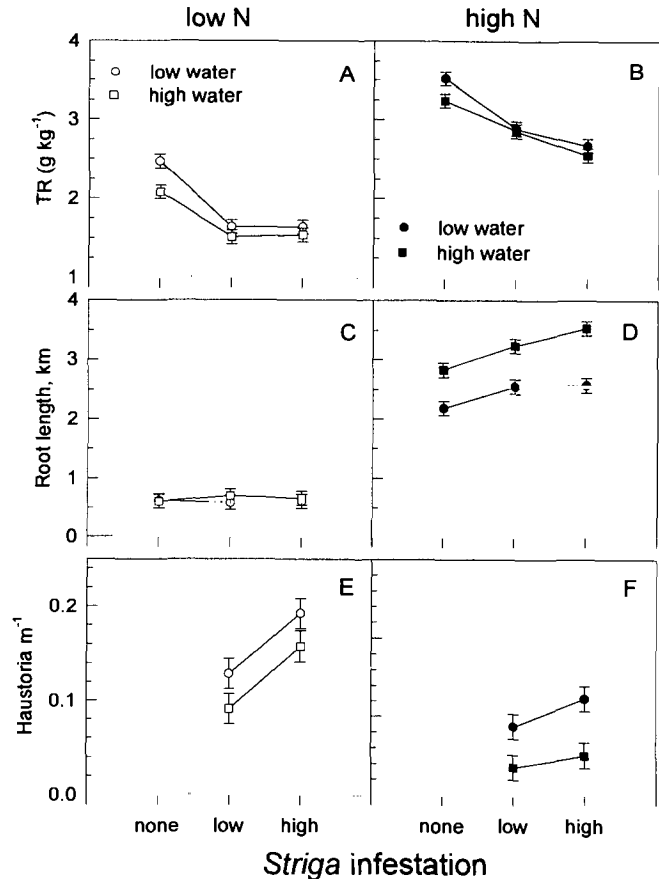 low N
high N
4
3
2
1
TR (g kg⁻¹)
A
low water
high water
B
low water
high water
4
3
2
1
0
Root length, km
C
D
0.2
0.1
0.0
Haustoria m⁻¹
E
F
none
low
high
none
low
high
Striga infestation